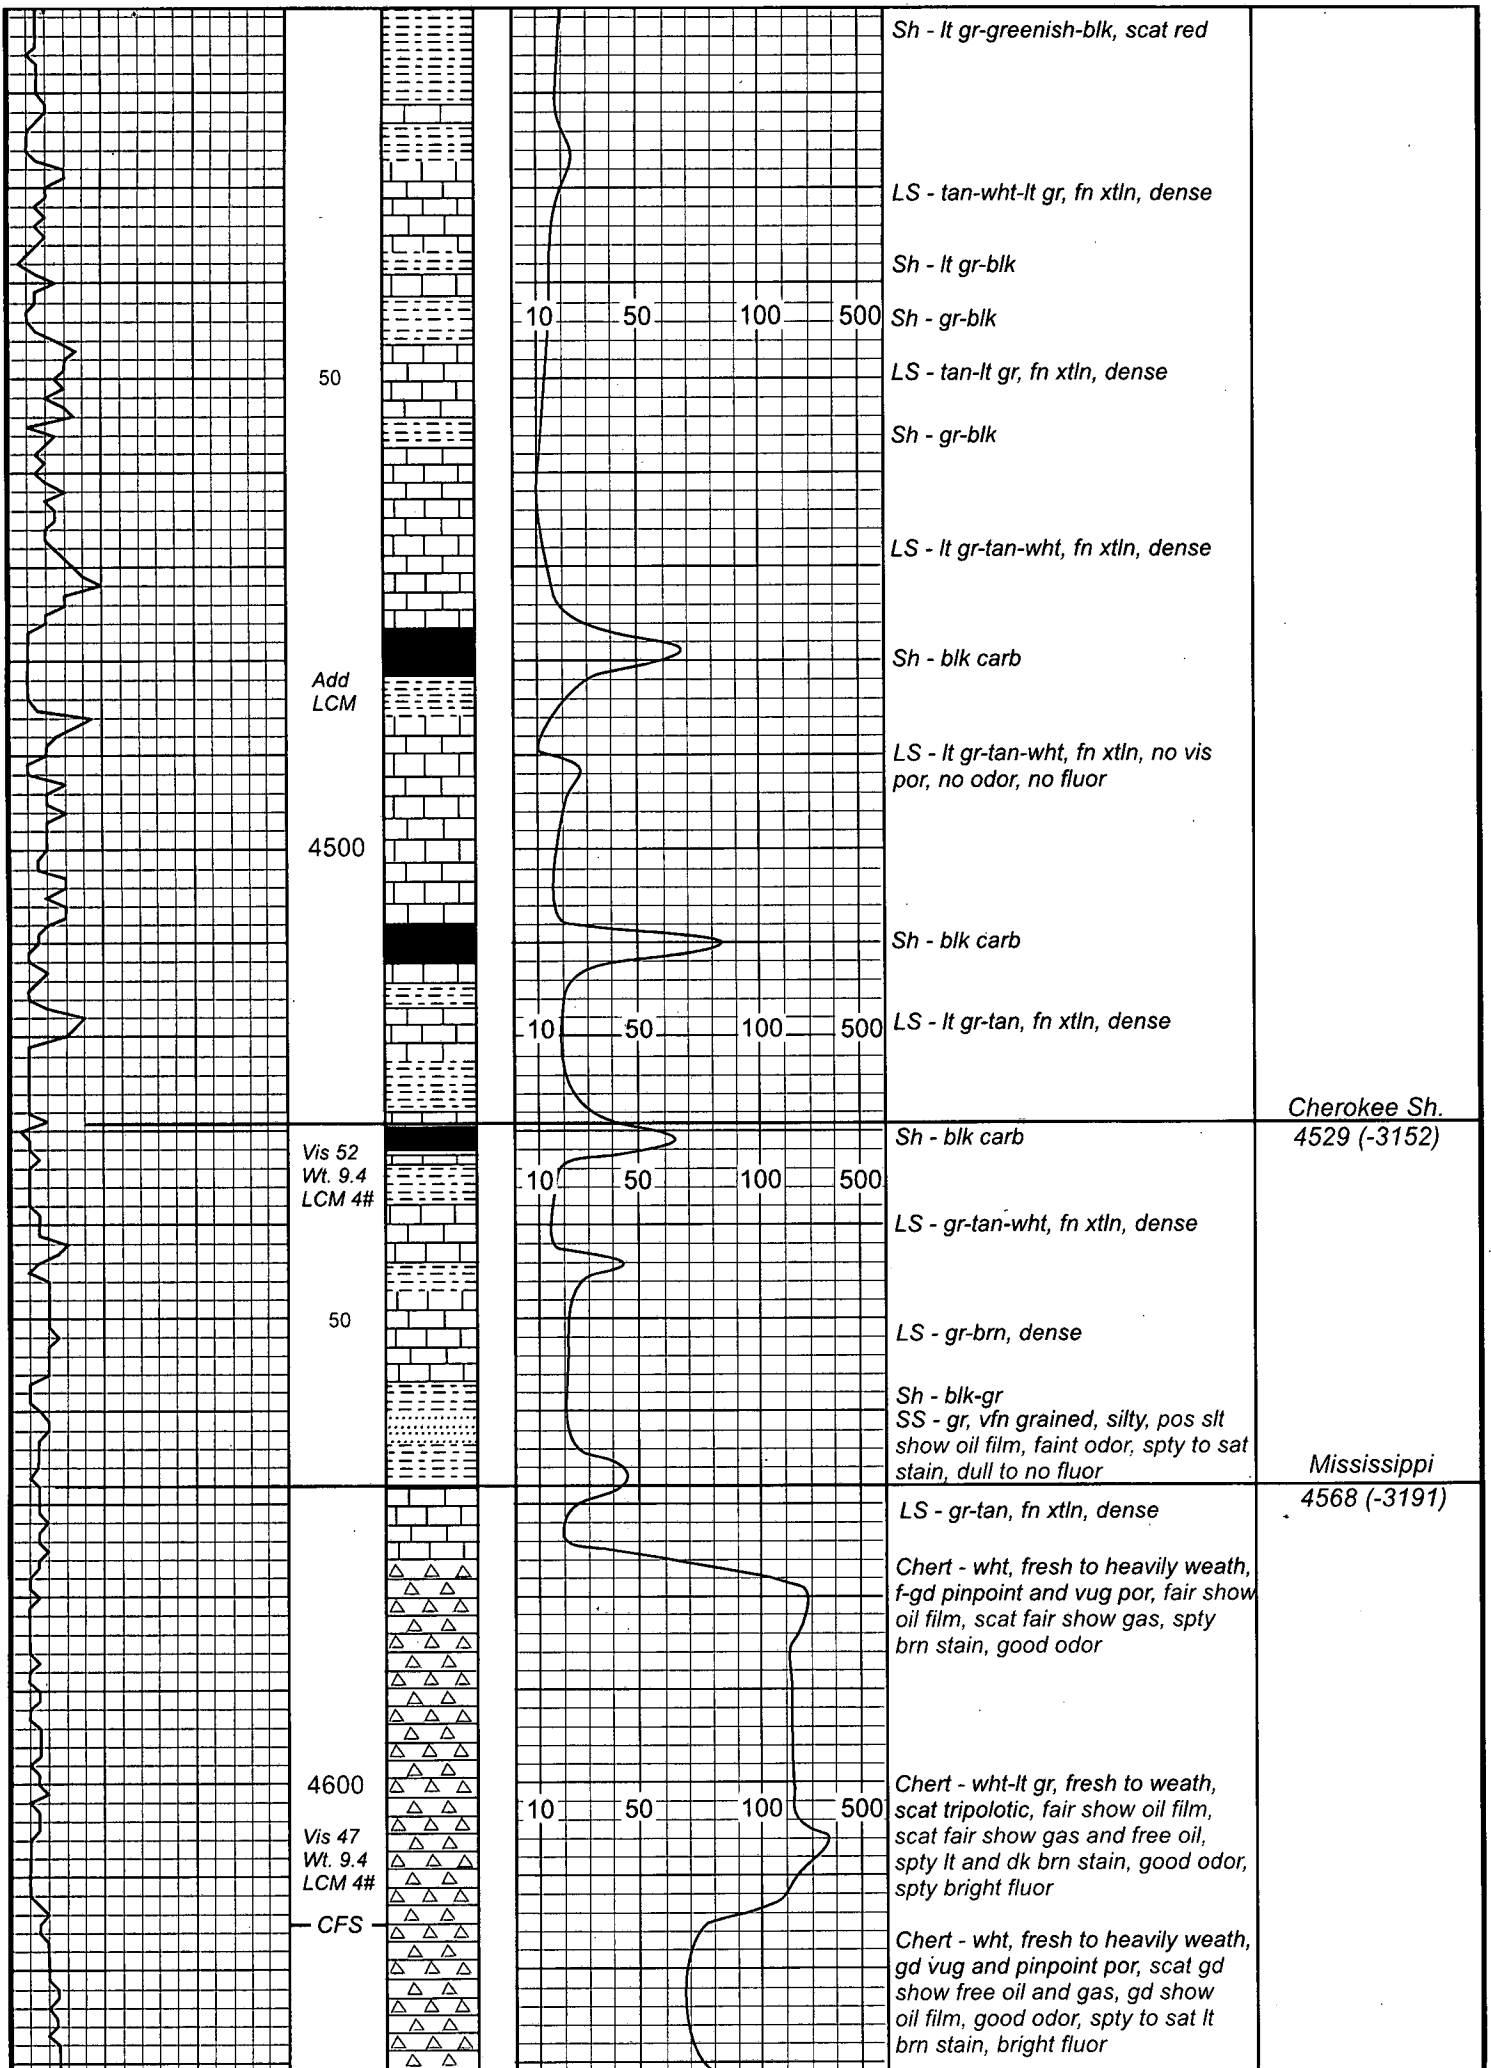 Sh - lt gr-greenish-blk, scat red
LS - tan-wht-lt gr, fn xtln, dense
Sh - lt gr-blk
10 50 100 500
Sh - gr-blk
50
LS - tan-lt gr, fn xtln, dense
Sh - gr-blk
LS - lt gr-tan-wht, fn xtln, dense
Sh - blk carb
Add
LCM
LS - lt gr-tan-wht, fn xtln, no vis
por, no odor, no fluor
4500
Sh - blk carb
10 50 100 500
LS - lt gr-tan, fn xtln, dense
Cherokee Sh.
4529 (-3152)
Sh - blk carb
Vis 52
Wt. 9.4
LCM 4#
10 50 100 500
LS - gr-tan-wht, fn xtln, dense
50
LS - gr-brn, dense
Sh - blk-gr
SS - gr, vfn grained, silty, pos slt
show oil film, faint odor, spty to sat
stain, dull to no fluor
Mississippi
4568 (-3191)
LS - gr-tan, fn xtln, dense
Chert - wht, fresh to heavily weath,
f-gd pinpoint and vug por, fair show
oil film, scat fair show gas, spty
brn stain, good odor
4600
10 50 100 500
Chert - wht-lt gr, fresh to weath,
scat tripolotic, fair show oil film,
scat fair show gas and free oil,
spty lt and dk brn stain, good odor,
spty bright fluor
Vis 47
Wt. 9.4
LCM 4#
CFS
Chert - wht, fresh to heavily weath,
gd vug and pinpoint por, scat gd
show free oil and gas, gd show
oil film, good odor, spty to sat lt
brn stain, bright fluor